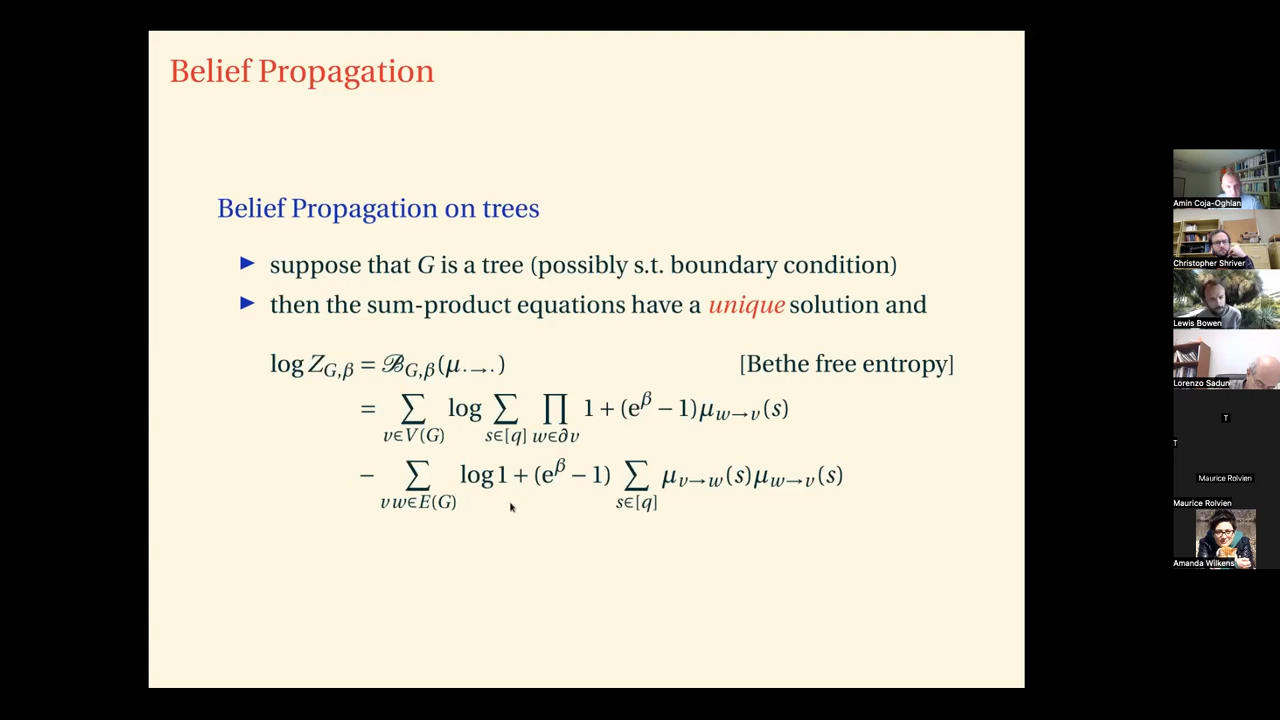 Belief Propagation
Belief Propagation on trees
▶ suppose that G is a tree (possibly s.t. boundary condition)
▶ then the sum-product equations have a unique solution and
log Z_{G,β} = ℬ_{G,β}(μ_{·→·}) [Bethe free entropy]
= ∑_{v∈V(G)} log ∑_{s∈[q]} ∏_{w∈∂v} 1 + (e^β − 1)μ_{w→v}(s)
− ∑_{vw∈E(G)} log 1 + (e^β − 1) ∑_{s∈[q]} μ_{v→w}(s)μ_{w→v}(s)
Amin Coja-Oghlan
Christopher Shriver
Lewis Bowen
Lorenzo Sadun
T
T
Maurice Rolvien
Maurice Rolvien
Amanda Wilkens